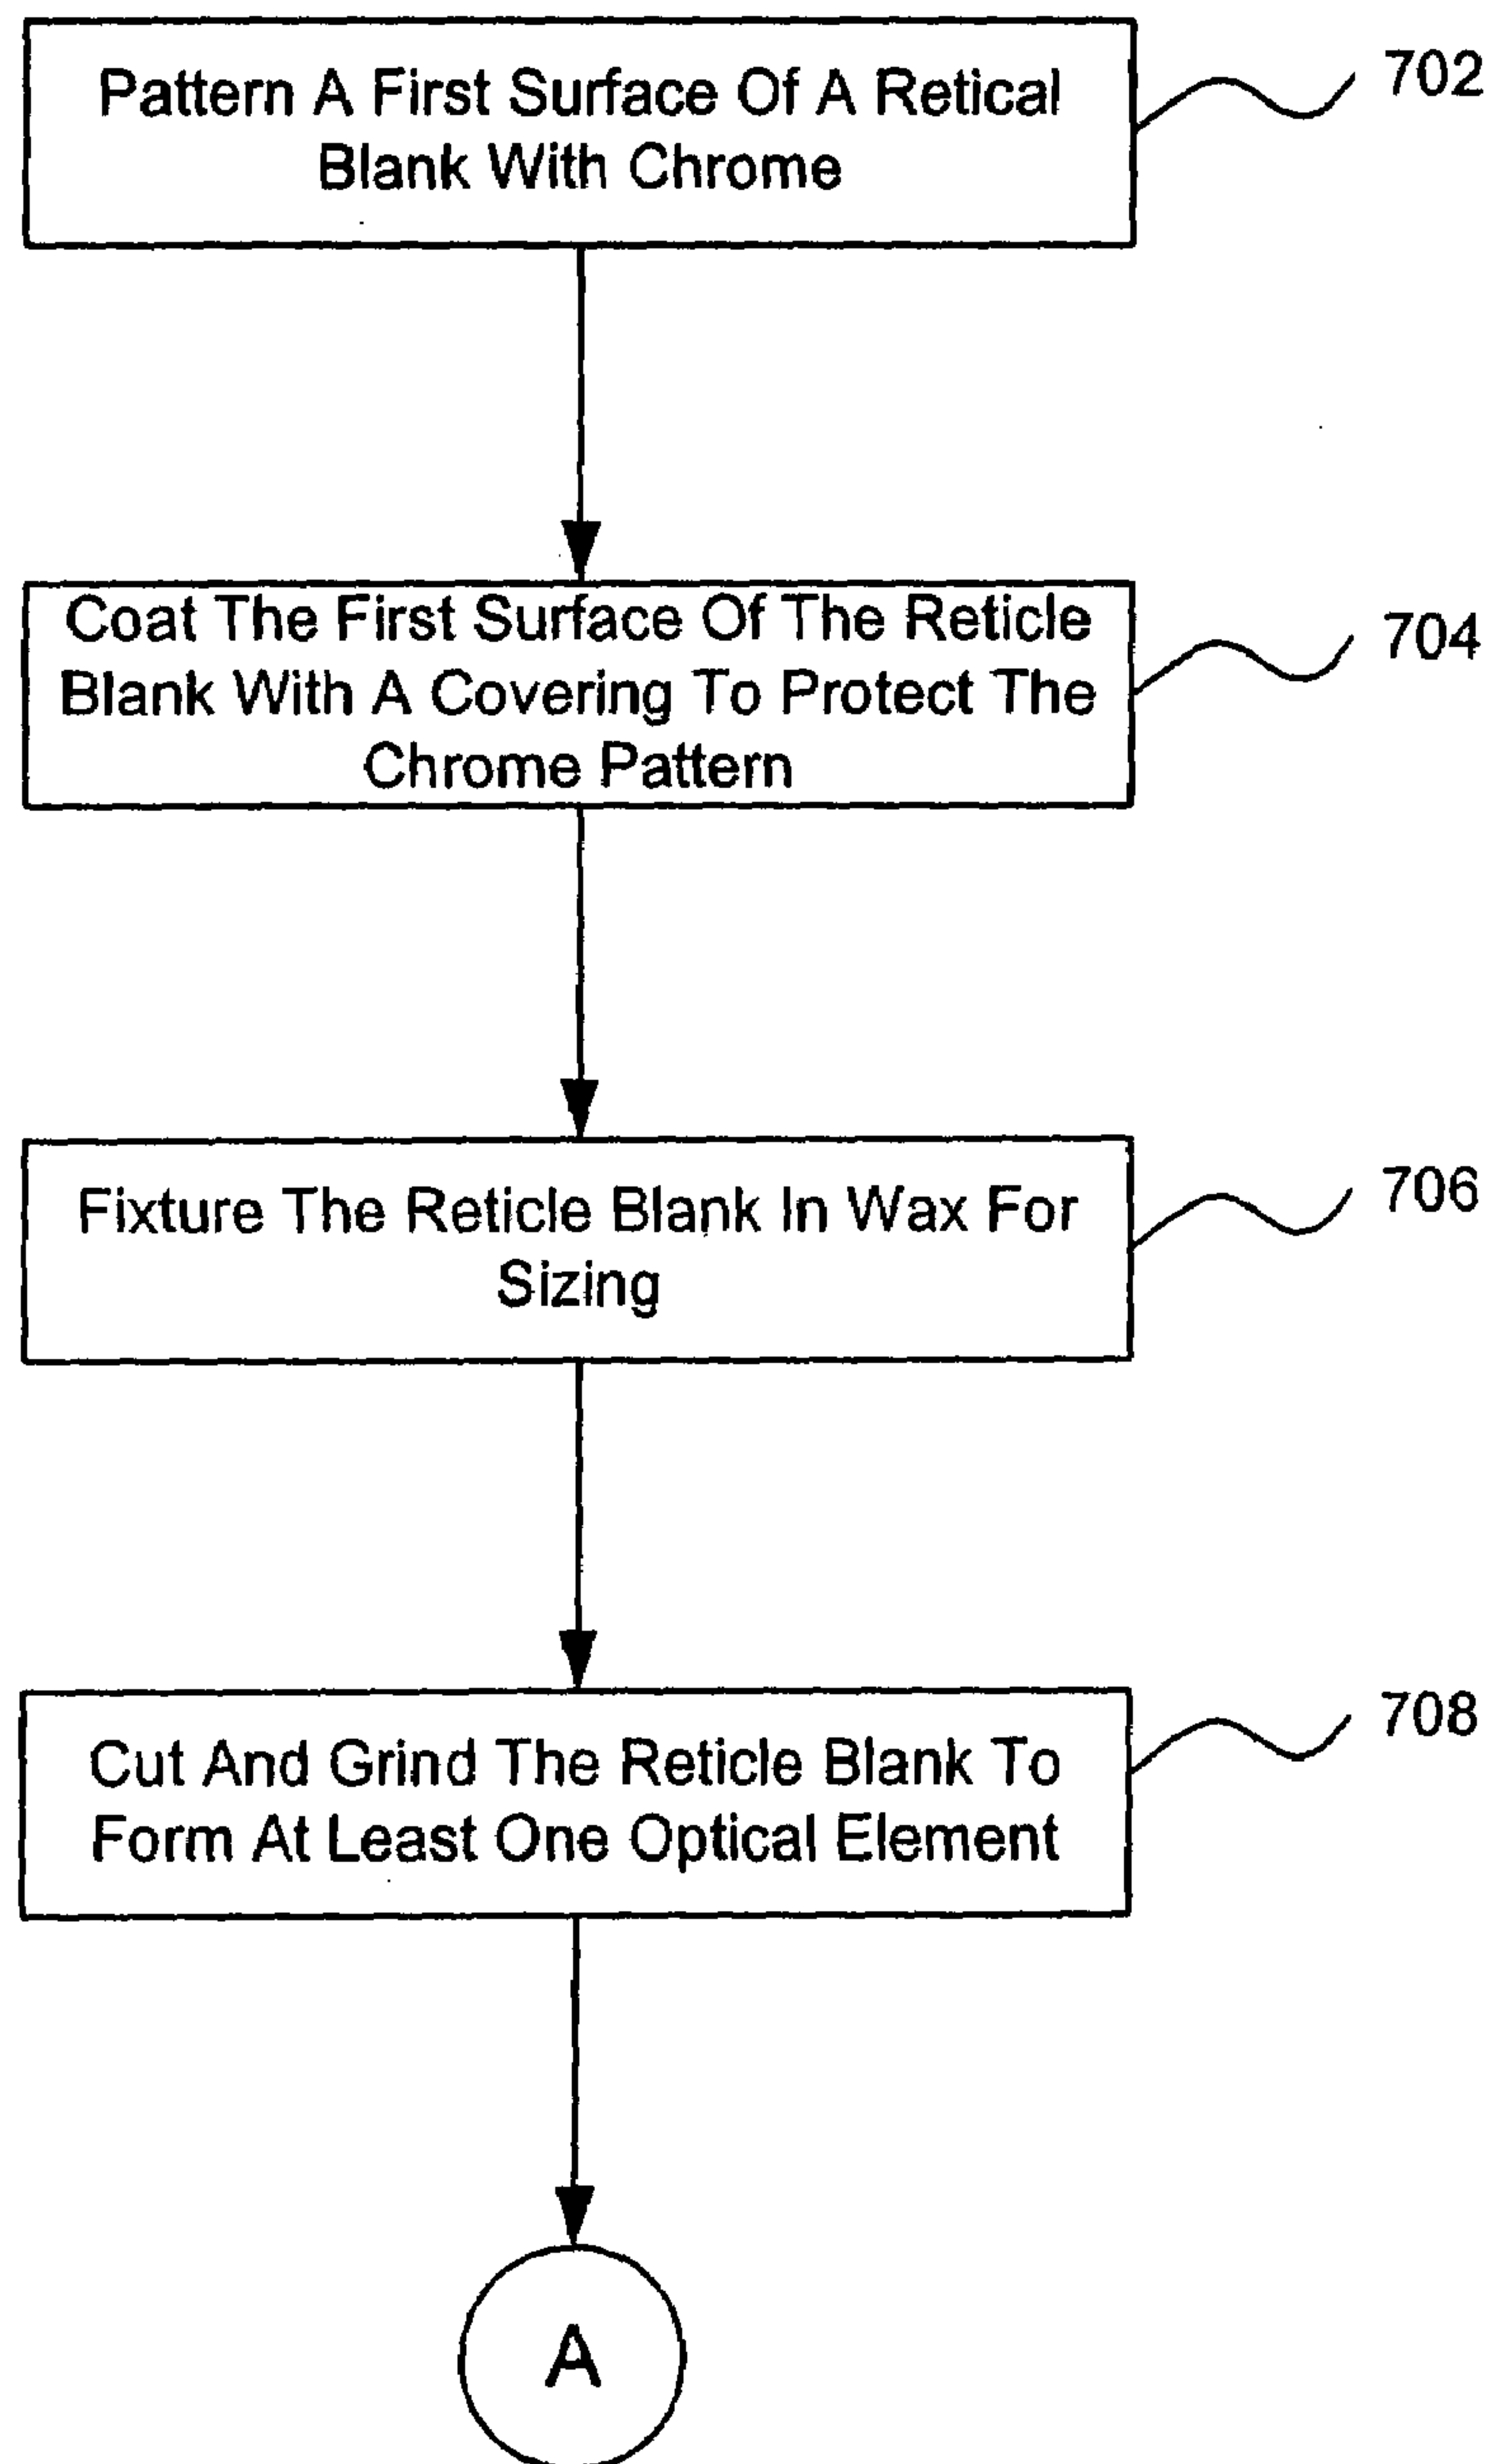 Pattern A First Surface Of A Retical
Blank With Chrome
702
Coat The First Surface Of The Reticle
Blank With A Covering To Protect The
Chrome Pattern
704
Fixture The Reticle Blank In Wax For
Sizing
706
Cut And Grind The Reticle Blank To
Form At Least One Optical Element
708
A